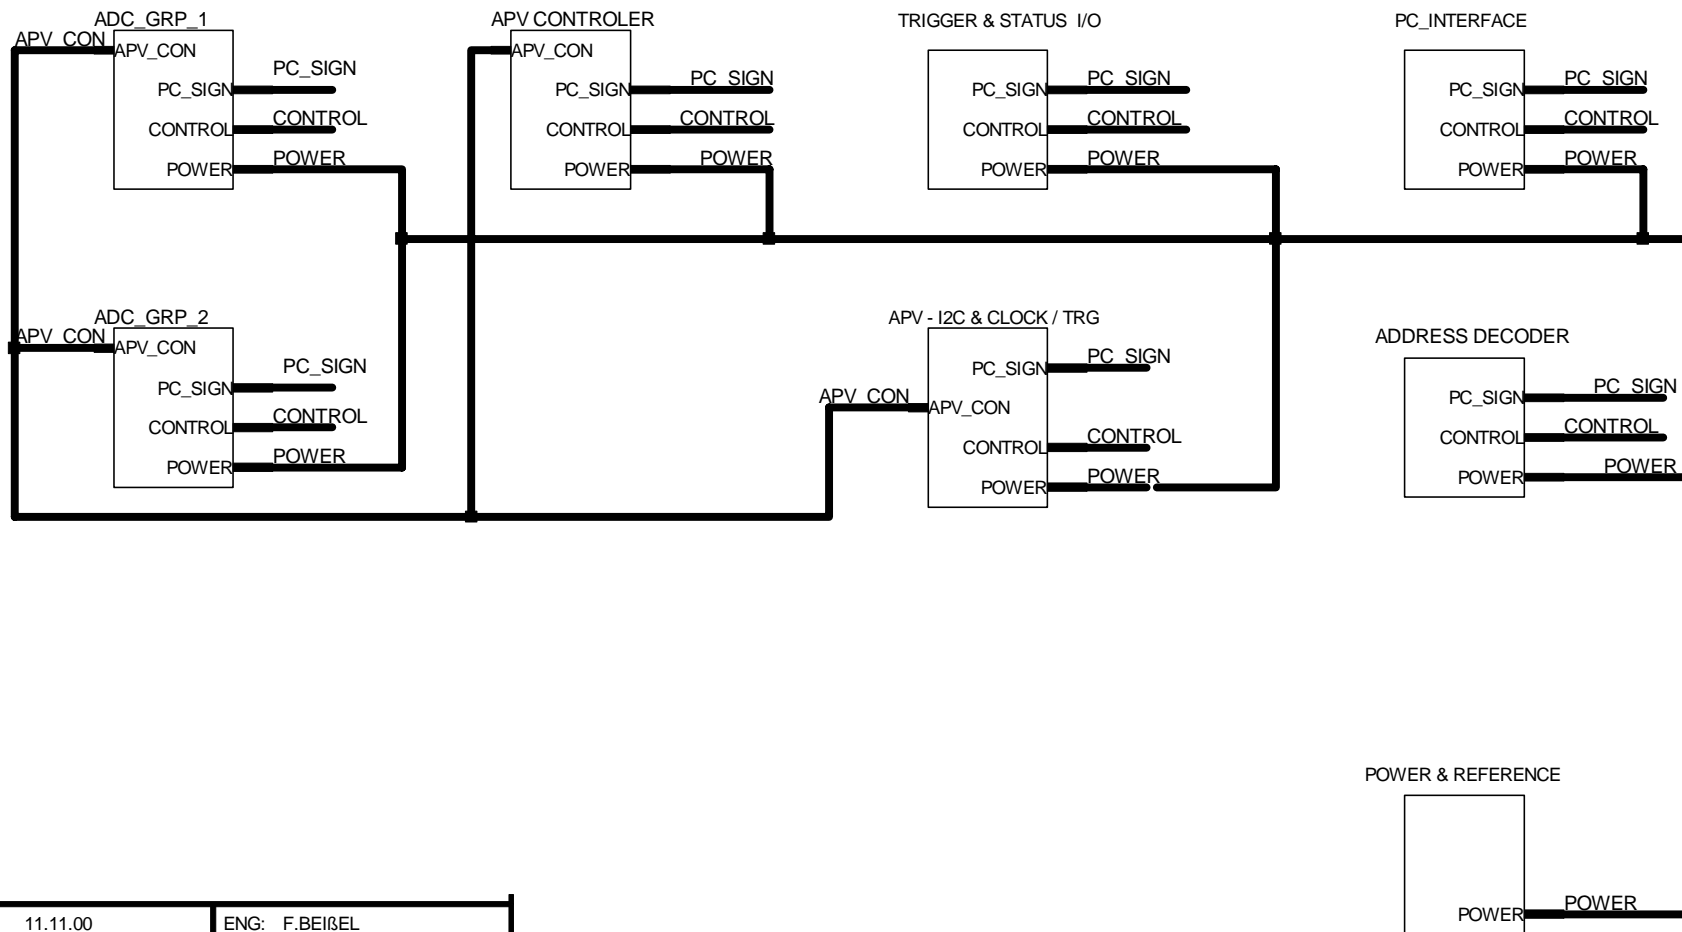 ADC_GRP_1
APV_CON
APV_CON
PC_SIGN
PC_SIGN
CONTROL
CONTROL
POWER
POWER
APV CONTROLER
APV_CON
PC_SIGN
PC_SIGN
CONTROL
CONTROL
POWER
POWER
TRIGGER & STATUS I/O
PC_SIGN
PC_SIGN
CONTROL
CONTROL
POWER
POWER
PC_INTERFACE
PC_SIGN
PC_SIGN
CONTROL
CONTROL
POWER
POWER
ADC_GRP_2
APV_CON
APV_CON
PC_SIGN
PC_SIGN
CONTROL
CONTROL
POWER
POWER
APV - I2C & CLOCK / TRG
PC_SIGN
PC_SIGN
APV_CON
APV_CON
CONTROL
CONTROL
POWER
POWER
ADDRESS DECODER
PC_SIGN
PC_SIGN
CONTROL
CONTROL
POWER
POWER
POWER & REFERENCE
POWER
POWER
11.11.00
ENG: F.BEIßEL